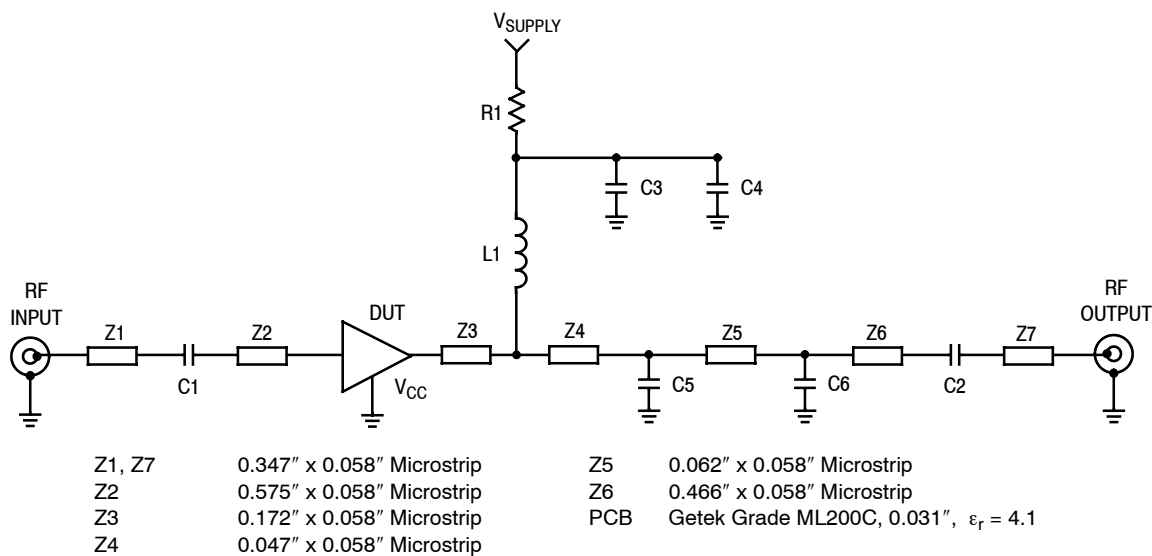 VSUPPLY
R1
C3
C4
L1
RF
INPUT
Z1
C1
Z2
DUT
VCC
Z3
Z4
C5
Z5
C6
Z6
C2
Z7
RF
OUTPUT
Z1, Z7 0.347″ x 0.058″ Microstrip
Z2 0.575″ x 0.058″ Microstrip
Z3 0.172″ x 0.058″ Microstrip
Z4 0.047″ x 0.058″ Microstrip
Z5 0.062″ x 0.058″ Microstrip
Z6 0.466″ x 0.058″ Microstrip
PCB Getek Grade ML200C, 0.031″, εr = 4.1